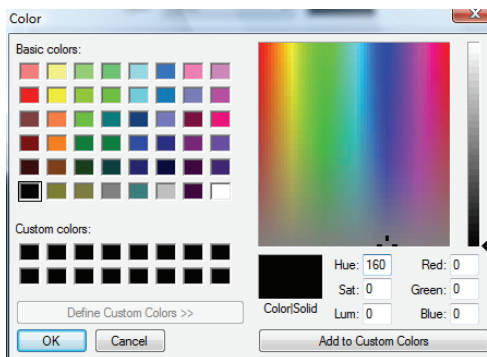 Color
Basic colors:
Custom colors:
Define Custom Colors >>
OK Cancel
Color|Solid
Hue: 160 Red: 0
Sat: 0 Green: 0
Lum: 0 Blue: 0
Add to Custom Colors